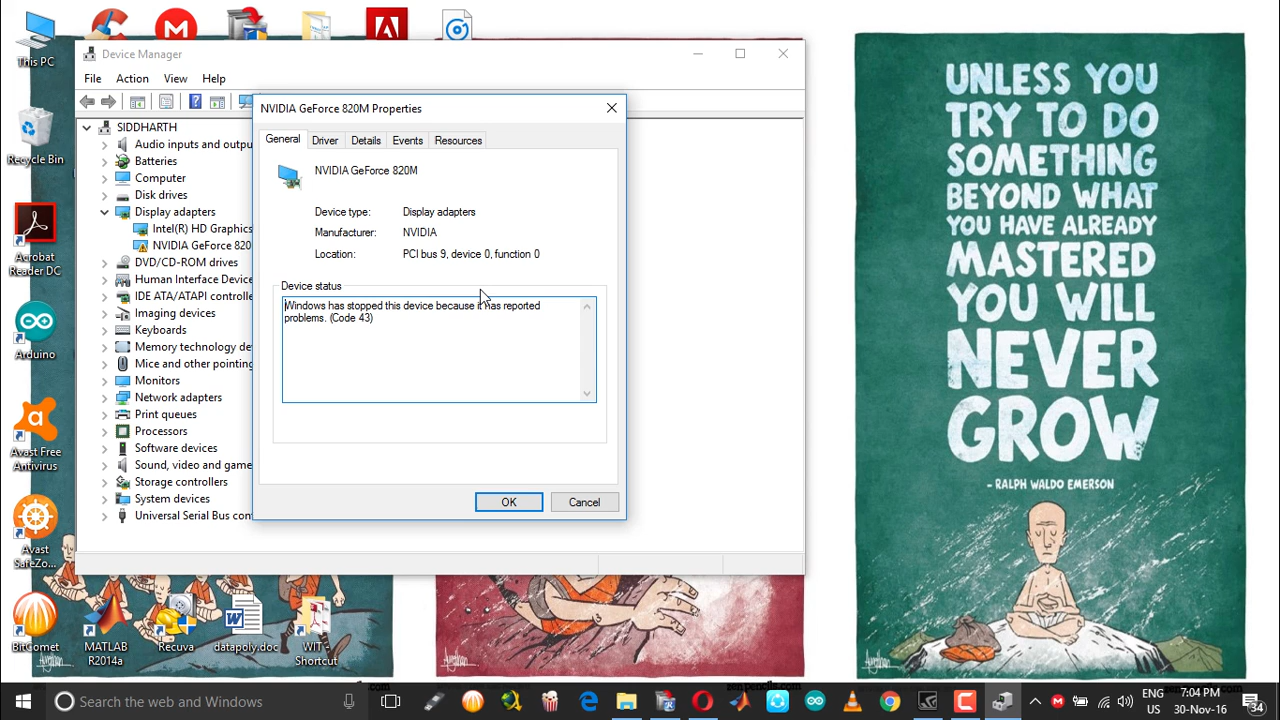 This PC
Recycle Bin
Acrobat
Reader DC
Arduino
Avast Free
Antivirus
Avast
SafeZo...
BitComet
MATLAB
R2014a
Recuva
datapoly.doc
WIT -
Shortcut
Device Manager
File Action View Help
SIDDHARTH
Audio inputs and outpu
Batteries
Computer
Disk drives
Display adapters
Intel(R) HD Graphics
NVIDIA GeForce 820
DVD/CD-ROM drives
Human Interface Device
IDE ATA/ATAPI controlle
Imaging devices
Keyboards
Memory technology de
Mice and other pointing
Monitors
Network adapters
Print queues
Processors
Software devices
Sound, video and game
Storage controllers
System devices
Universal Serial Bus con
NVIDIA GeForce 820M Properties
General Driver Details Events Resources
NVIDIA GeForce 820M
Device type: Display adapters
Manufacturer: NVIDIA
Location: PCI bus 9, device 0, function 0
Device status
Windows has stopped this device because it has reported
problems. (Code 43)
OK Cancel
UNLESS YOU
TRY TO DO
SOMETHING
BEYOND WHAT
YOU HAVE ALREADY
MASTERED
YOU WILL
NEVER
GROW
- RALPH WALDO EMERSON
Search the web and Windows
ENG
US
7:04 PM
30-Nov-16
34